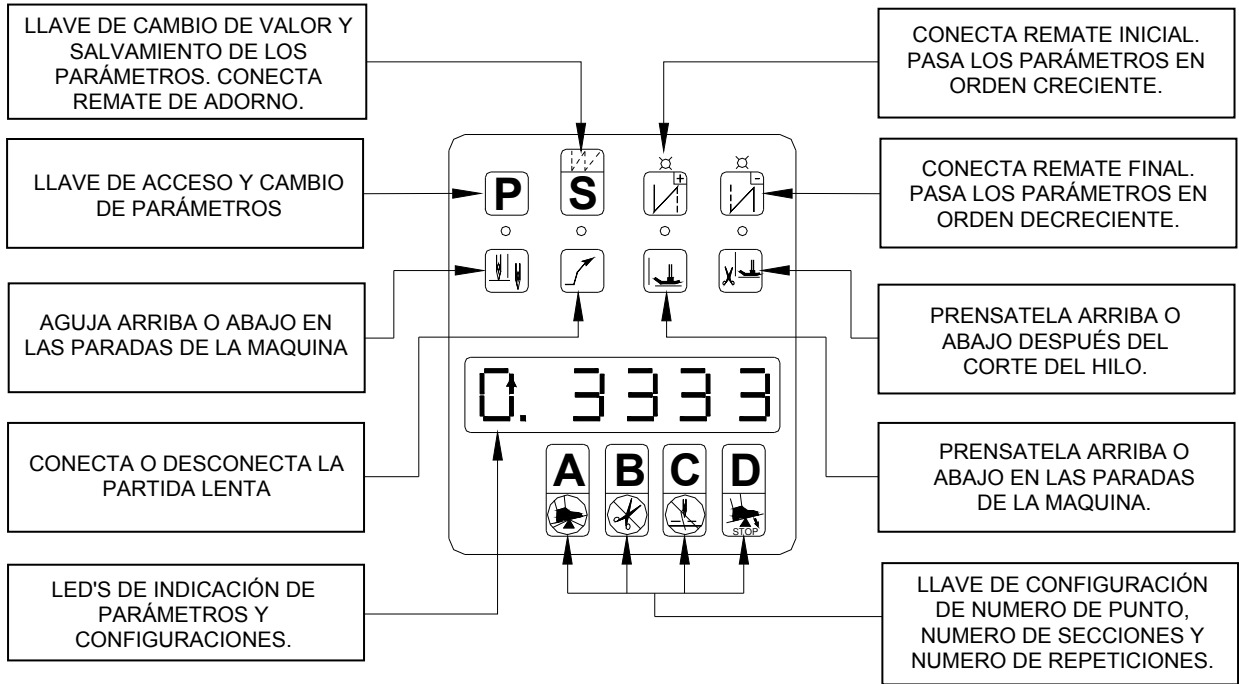 LLAVE DE CAMBIO DE VALOR Y
SALVAMIENTO DE LOS
PARÁMETROS. CONECTA
REMATE DE ADORNO.
CONECTA REMATE INICIAL.
PASA LOS PARÁMETROS EN
ORDEN CRECIENTE.
LLAVE DE ACCESO Y CAMBIO
DE PARÁMETROS
P
S
+
-
CONECTA REMATE FINAL.
PASA LOS PARÁMETROS EN
ORDEN DECRECIENTE.
AGUJA ARRIBA O ABAJO EN
LAS PARADAS DE LA MAQUINA
PRENSATELA ARRIBA O
ABAJO DESPUÉS DEL
CORTE DEL HILO.
0. 3333
CONECTA O DESCONECTA LA
PARTIDA LENTA
A B C D
STOP
PRENSATELA ARRIBA O
ABAJO EN LAS PARADAS
DE LA MAQUINA.
LED'S DE INDICACIÓN DE
PARÁMETROS Y
CONFIGURACIONES.
LLAVE DE CONFIGURACIÓN
DE NUMERO DE PUNTO,
NUMERO DE SECCIONES Y
NUMERO DE REPETICIONES.